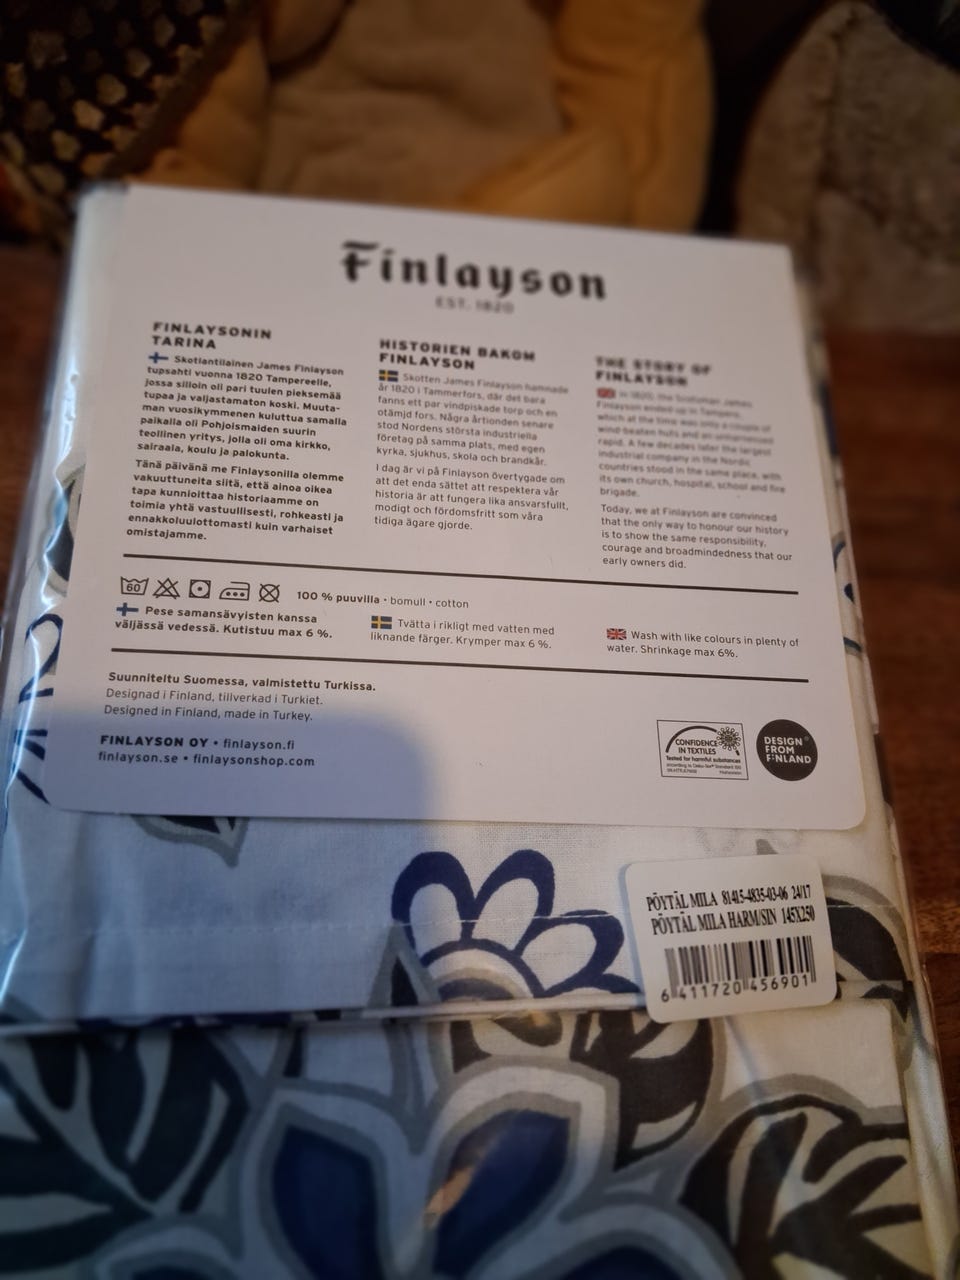 Finlayson
EST. 1820
FINLAYSONIN
TARINA
Skotlantilainen James Finlayson
tupsahti vuonna 1820 Tampereelle,
jossa silloin oli pari tuulen pieksemää
tupaa ja valjastamaton koski. Muuta-
man vuosikymmenen kuluttua samalla
paikalla oli Pohjoismaiden suurin
teollinen yritys, jolla oli oma kirkko,
sairaala, koulu ja palokunta.
Tänä päivänä me Finlaysonilla olemme
vakuuttuneita siitä, että ainoa oikea
tapa kunnioittaa historiaamme on
toimia yhtä vastuullisesti, rohkeasti ja
ennakkoluulottomasti kuin varhaiset
omistajamme.
HISTORIEN BAKOM
FINLAYSON
Skotten James Finlayson hamnade
år 1820 i Tammerfors, där det bara
fanns ett par vindpiskade torp och en
otämjd fors. Några årtionden senare
stod Nordens största industriella
företag på samma plats, med egen
kyrka, sjukhus, skola och brandkår.
I dag är vi på Finlayson övertygade om
att det enda sättet att respektera vår
historia är att fungera lika ansvarsfullt,
modigt och fördomsfritt som våra
tidiga ägare gjorde.
THE STORY OF
FINLAYSON
In 1820, the Scotsman James
Finlayson ended up in Tampere,
which at the time was only a couple of
wind-beaten huts and an unharnessed
rapid. A few decades later the largest
industrial company in the Nordic
countries stood in the same place, with
its own church, hospital, school and fire
brigade.
Today, we at Finlayson are convinced
that the only way to honour our history
is to show the same responsibility,
courage and broadmindedness that our
early owners did.
60
100 % puuvilla • bomull • cotton
Pese samansävyisten kanssa
väljässä vedessä. Kutistuu max 6 %.
Tvätta i rikligt med vatten med
liknande färger. Krymper max 6 %.
Wash with like colours in plenty of
water. Shrinkage max 6%.
Suunniteltu Suomessa, valmistettu Turkissa.
Designad i Finland, tillverkad i Turkiet.
Designed in Finland, made in Turkey.
FINLAYSON OY • finlayson.fi
finlayson.se • finlaysonshop.com
CONFIDENCE
IN TEXTILES
Tested for harmful substances
according to Oeko-Tex® Standard 100
Hohenstein
DESIGN
FROM
FINLAND
PÖYTÄL MILA 81415-4835-03-06 24/17
PÖYTÄL MILA HARM/SIN 145X250
6 411720 456901